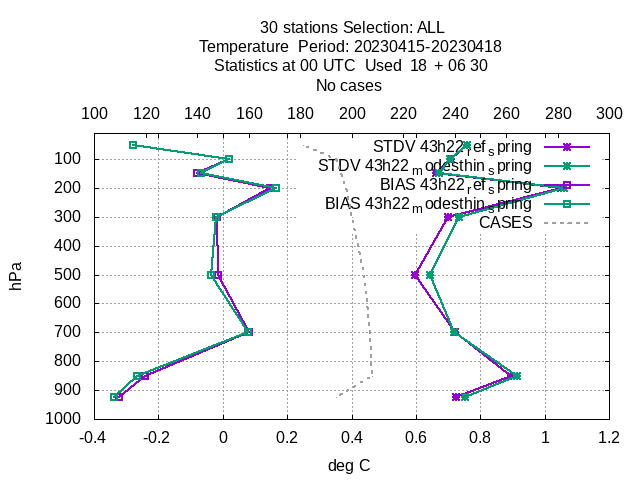 30 stations Selection: ALL
Temperature Period: 20230415-20230418
Statistics at 00 UTC Used 18 + 06 30
No cases
100 120 140 160 180 200 220 240 260 280 300
STDV 43h22_ref_spring
STDV 43h22_modesthin_spring
BIAS 43h22_ref_spring
BIAS 43h22_modesthin_spring
CASES
100
200
300
400
500
600
700
800
900
1000
hPa
-0.4 -0.2 0 0.2 0.4 0.6 0.8 1 1.2
deg C